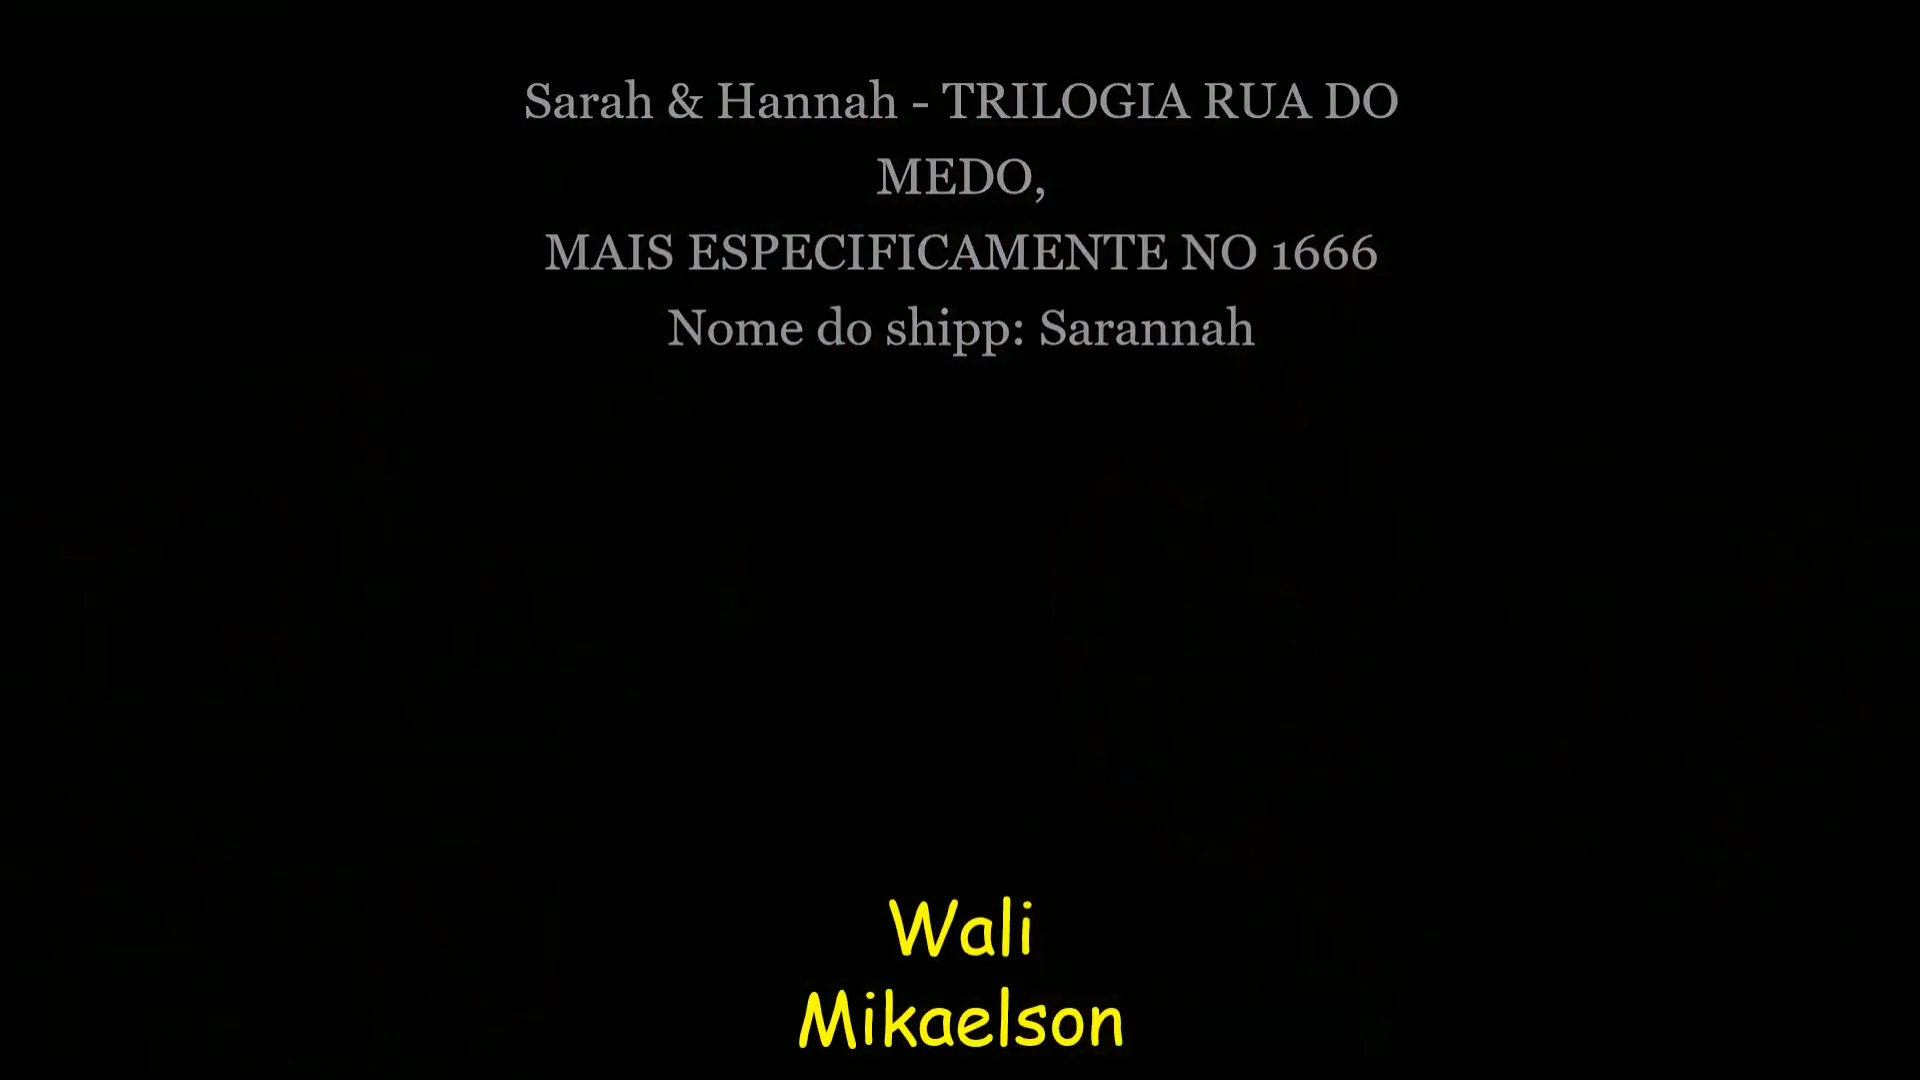 Sarah & Hannah - TRILOGIA RUA DO
MEDO,
MAIS ESPECIFICAMENTE NO 1666
Nome do shipp: Sarannah
Wali
Mikaelson